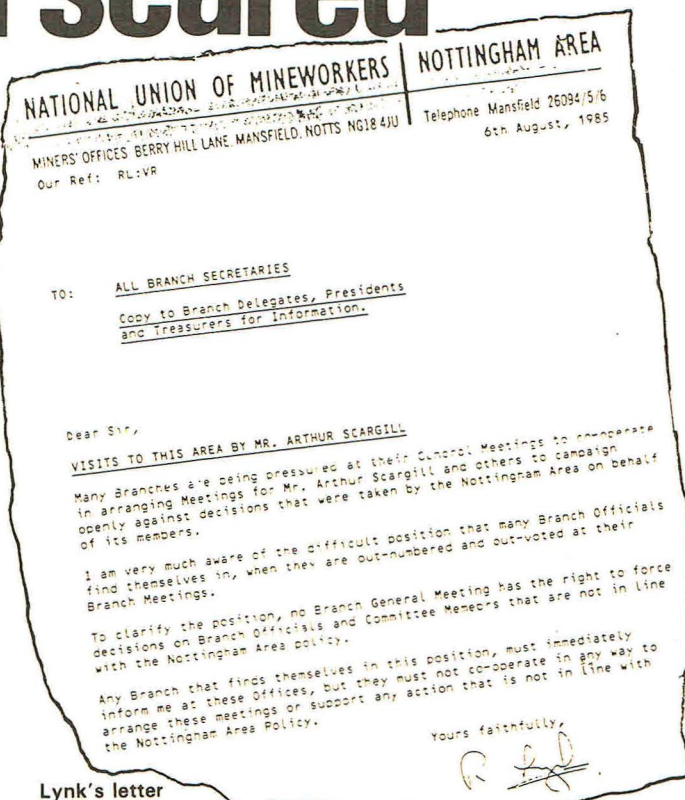 scared
NATIONAL UNION OF MINEWORKERS
NOTTINGHAM AREA
MINERS' OFFICES BERRY HILL LANE, MANSFIELD, NOTTS NG18 4JU
Telephone Mansfield 26094/5/6
6th August, 1985
Our Ref: RL:VR
TO: ALL BRANCH SECRETARIES
Copy to Branch Delegates, Presidents
and Treasurers for Information.
Dear Sir,
VISITS TO THIS AREA BY MR. ARTHUR SCARGILL
Many Branches are being pressured at their General Meetings to co-operate
in arranging Meetings for Mr. Arthur Scargill and others to campaign
openly against decisions that were taken by the Nottingham Area on behalf
of its members.
I am very much aware of the difficult position that many Branch Officials
find themselves in, when they are out-numbered and out-voted at their
Branch Meetings.
To clarify the position, no Branch General Meeting has the right to force
decisions on Branch Officials and Committee Memebrs that are not in line
with the Nottingham Area policy.
Any Branch that finds themselves in this position, must immediately
inform me at these Offices, but they must not co-operate in any way to
arrange these meetings or support any action that is not in line with
the Nottingham Area Policy.
Yours faithfully,
R Lynk
Lynk's letter